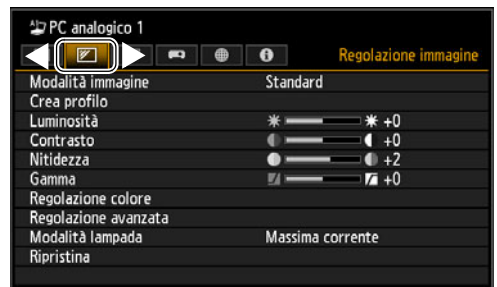 PC analogico 1
Regolazione immagine
Modalità immagine Standard
Crea profilo
Luminosità +0
Contrasto +0
Nitidezza +2
Gamma +0
Regolazione colore
Regolazione avanzata
Modalità lampada Massima corrente
Ripristina